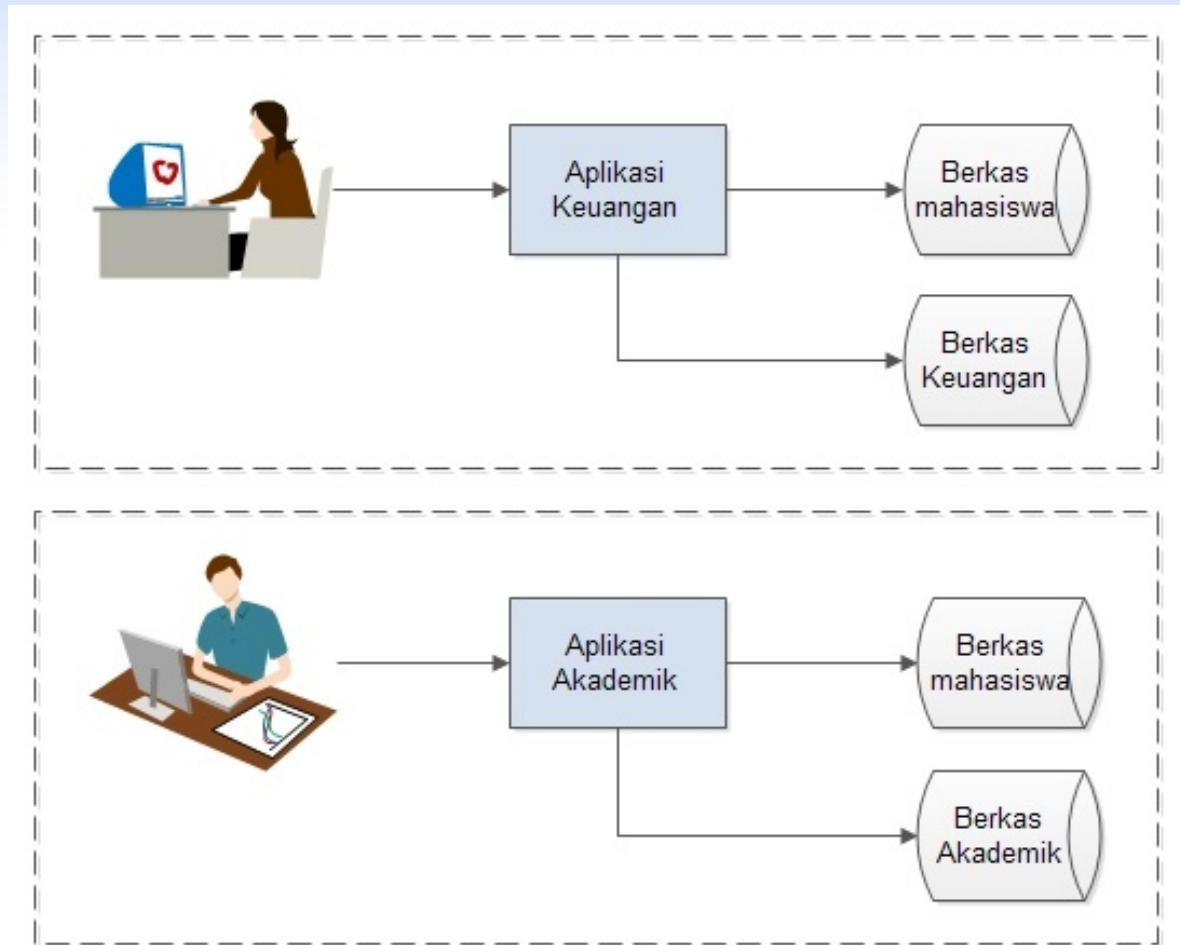 Aplikasi
Keuangan
Berkas
mahasiswa
Berkas
Keuangan
Aplikasi
Akademik
Berkas
mahasiswa
Berkas
Akademik